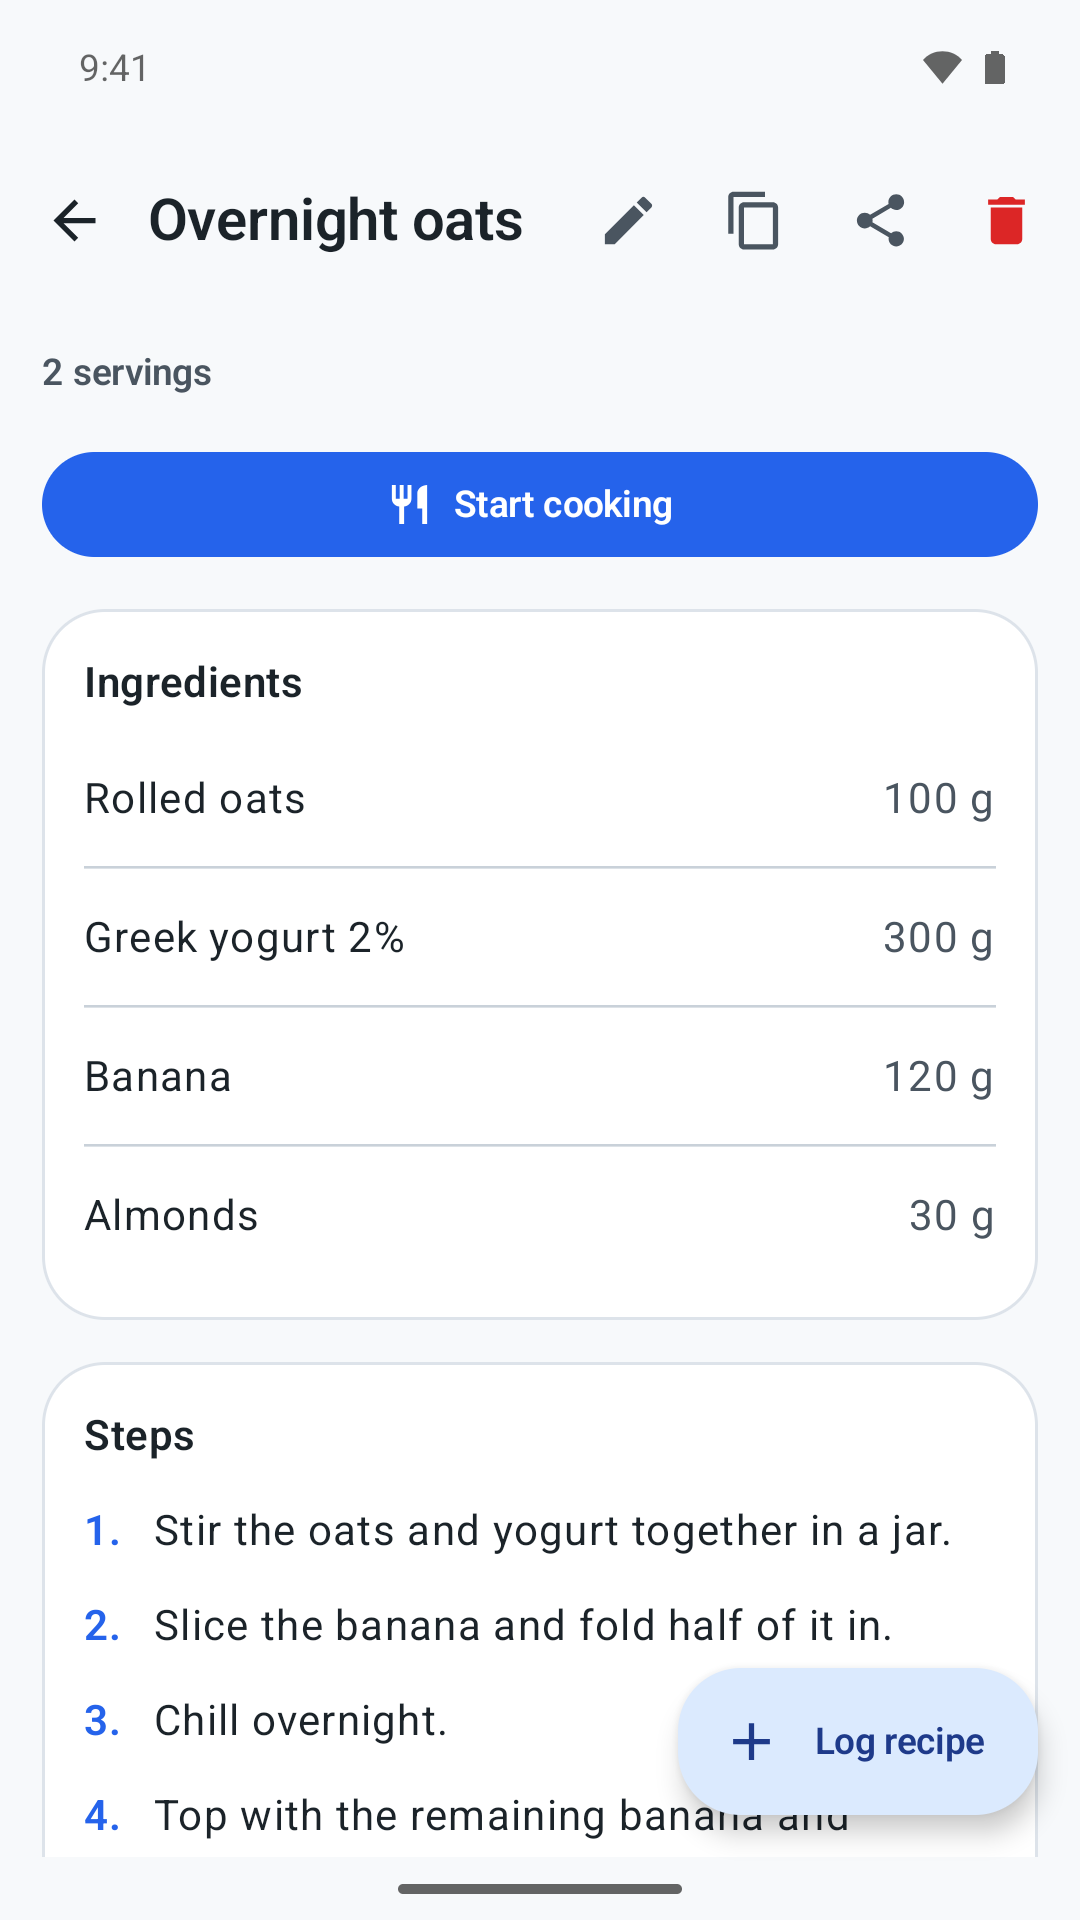 9:41
Overnight oats
2 servings
Start cooking
Ingredients
Rolled oats 100 g
Greek yogurt 2% 300 g
Banana 120 g
Almonds 30 g
Steps
1. Stir the oats and yogurt together in a jar.
2. Slice the banana and fold half of it in.
3. Chill overnight.
Log recipe
4. Top with the remaining banana and